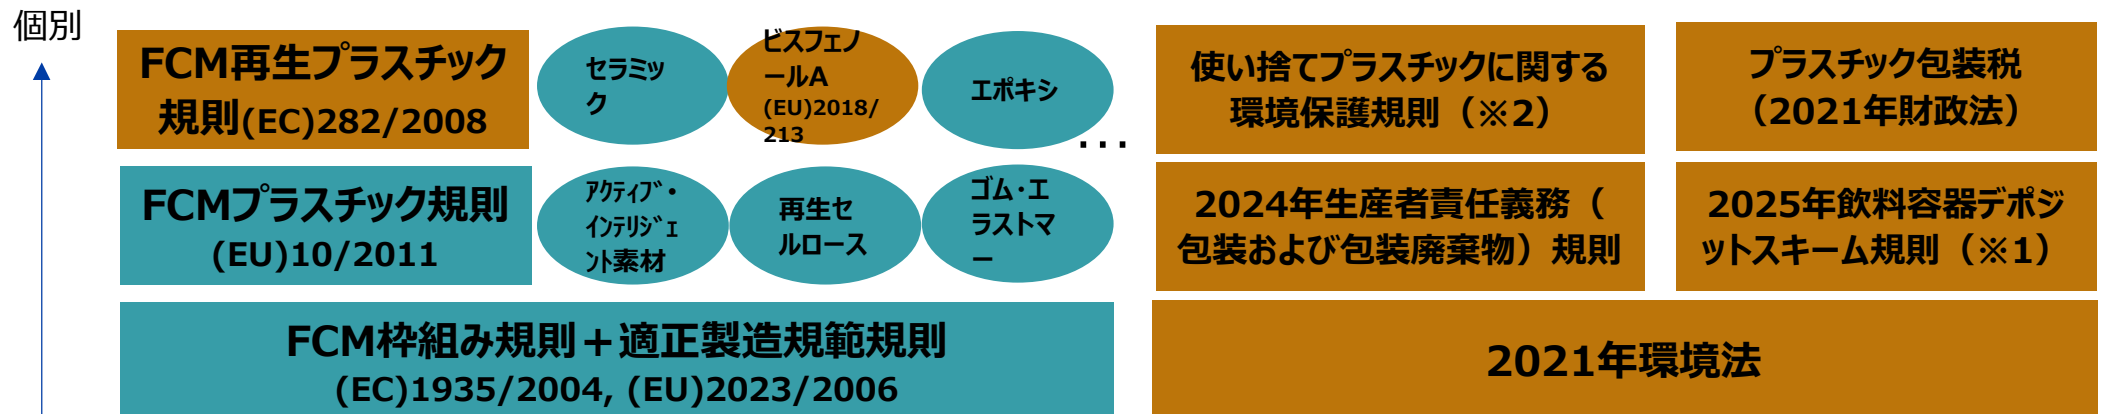 個別
FCM再生プラスチック
規則(EC)282/2008
セラミッ
ク
ビスフェノ
ールA
(EU)2018/
213
エポキシ
...
使い捨てプラスチックに関する
環境保護規則（※2）
プラスチック包装税
（2021年財政法）
FCMプラスチック規則
(EU)10/2011
ｱｸﾃｨﾌﾞ・
ｲﾝﾃﾘｼﾞｪ
ﾝﾄ素材
再生セ
ルロース
ゴム・エ
ラストマ
ー
2024年生産者責任義務（
包装および包装廃棄物）規則
2025年飲料容器デポジ
ットスキーム規則（※1）
FCM枠組み規則＋適正製造規範規則
(EC)1935/2004, (EU)2023/2006
2021年環境法